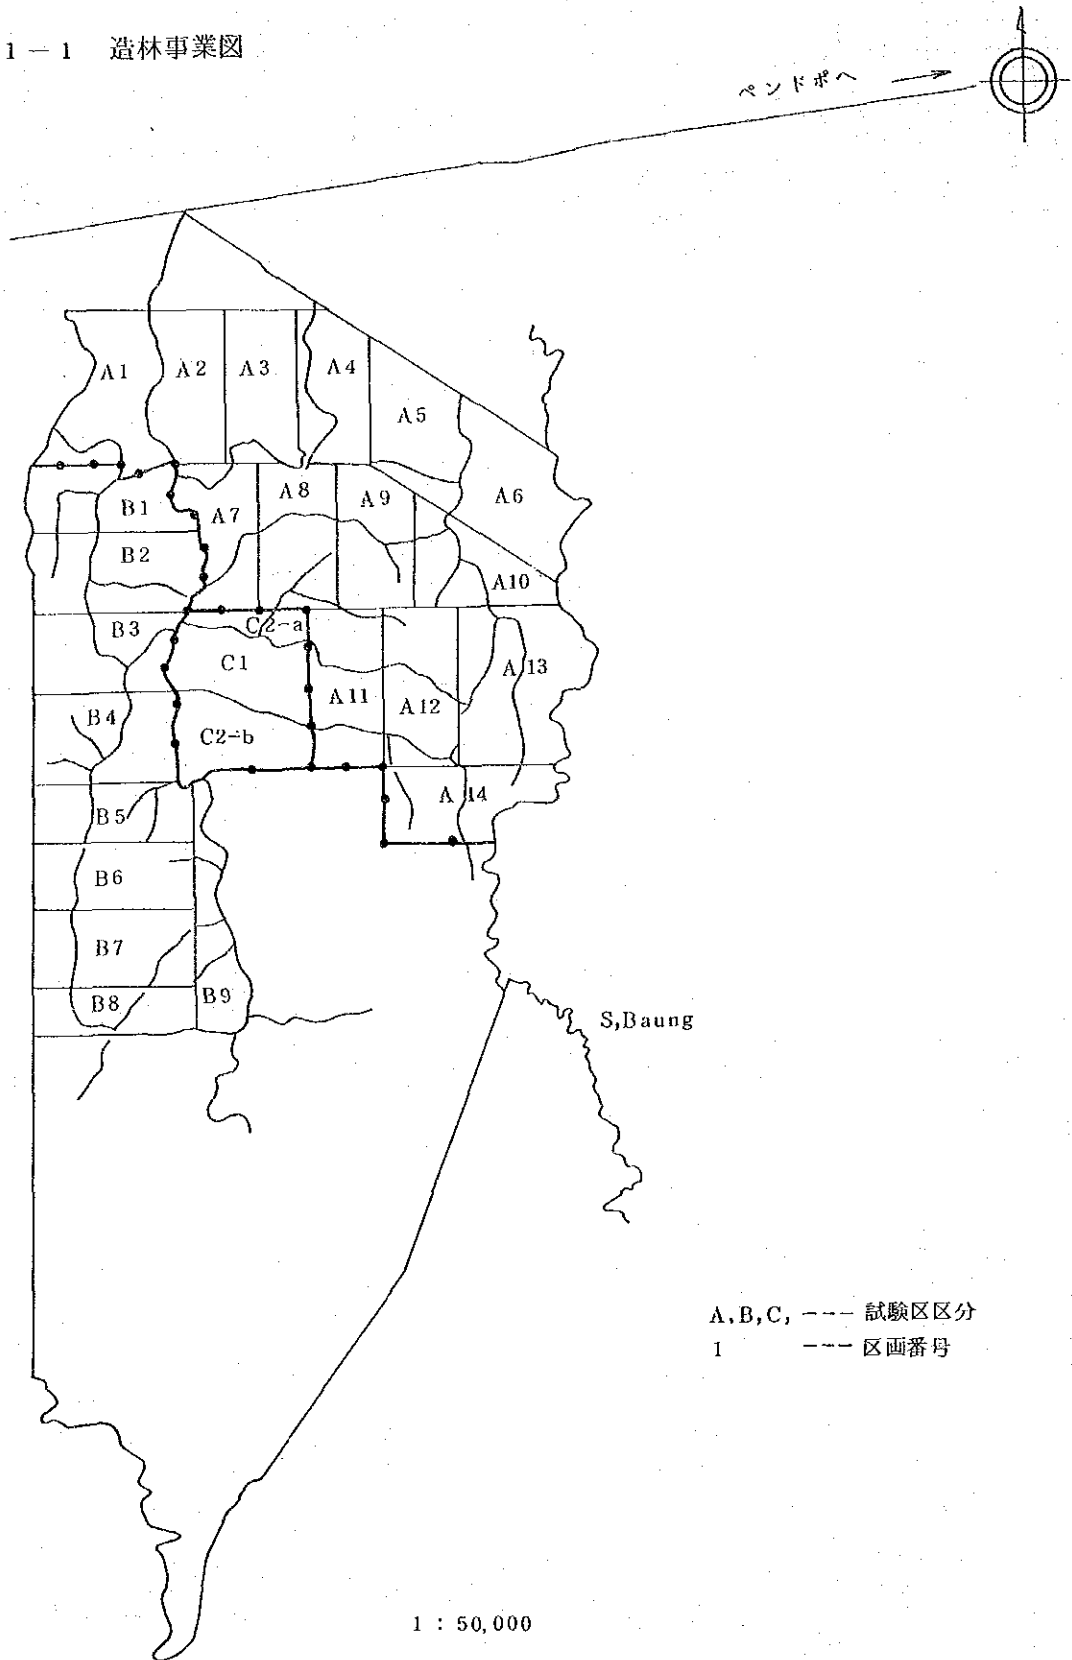 1－1 造林事業図
ペンドポへ
A1
A2
A3
A4
A5
A6
B1
A7
A8
A9
B2
A10
B3
C2-a
C1
A13
A11
A12
B4
C2-b
A14
B5
B6
B7
B8
B9
S,Baung
A,B,C, --- 試験区区分
1 --- 区画番号
1 : 50,000